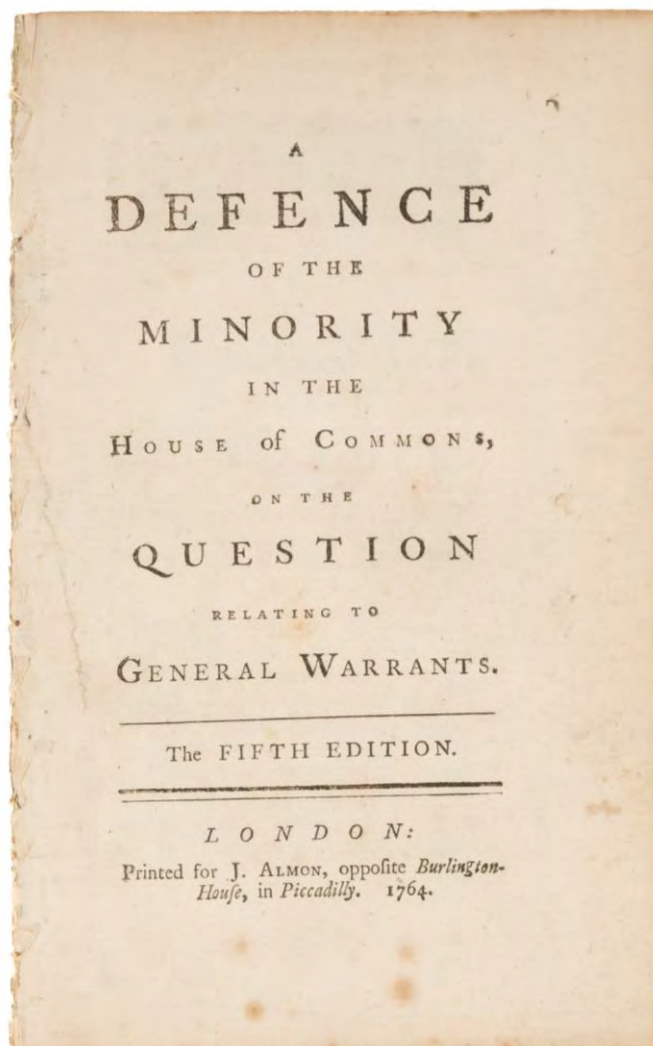 A
DEFENCE
OF THE
MINORITY
IN THE
HOUSE of COMMONS,
ON THE
QUESTION
RELATING TO
GENERAL WARRANTS.
The FIFTH EDITION.
LONDON:
Printed for J. ALMON, oppoſite Burlington-
Houſe, in Piccadilly. 1764.